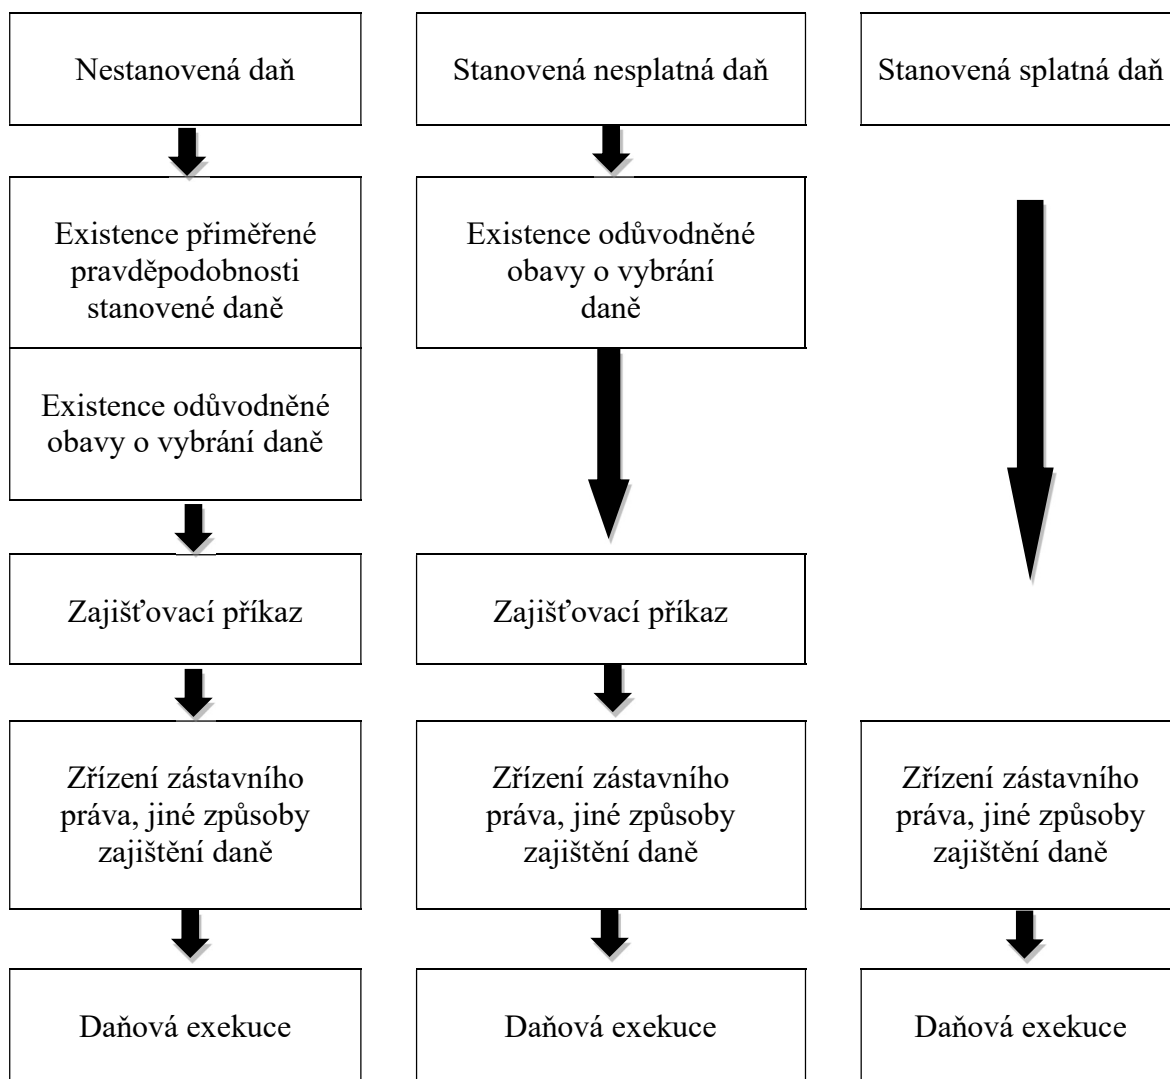 Nestanovená daň
Stanovená nesplatná daň
Stanovená splatná daň
Existence přiměřené
pravděpodobnosti
stanovené daně
Existence odůvodněné
obavy o vybrání
daně
Existence odůvodněné
obavy o vybrání daně
Zajišťovací příkaz
Zajišťovací příkaz
Zřízení zástavního
práva, jiné způsoby
zajištění daně
Zřízení zástavního
práva, jiné způsoby
zajištění daně
Zřízení zástavního
práva, jiné způsoby
zajištění daně
Daňová exekuce
Daňová exekuce
Daňová exekuce